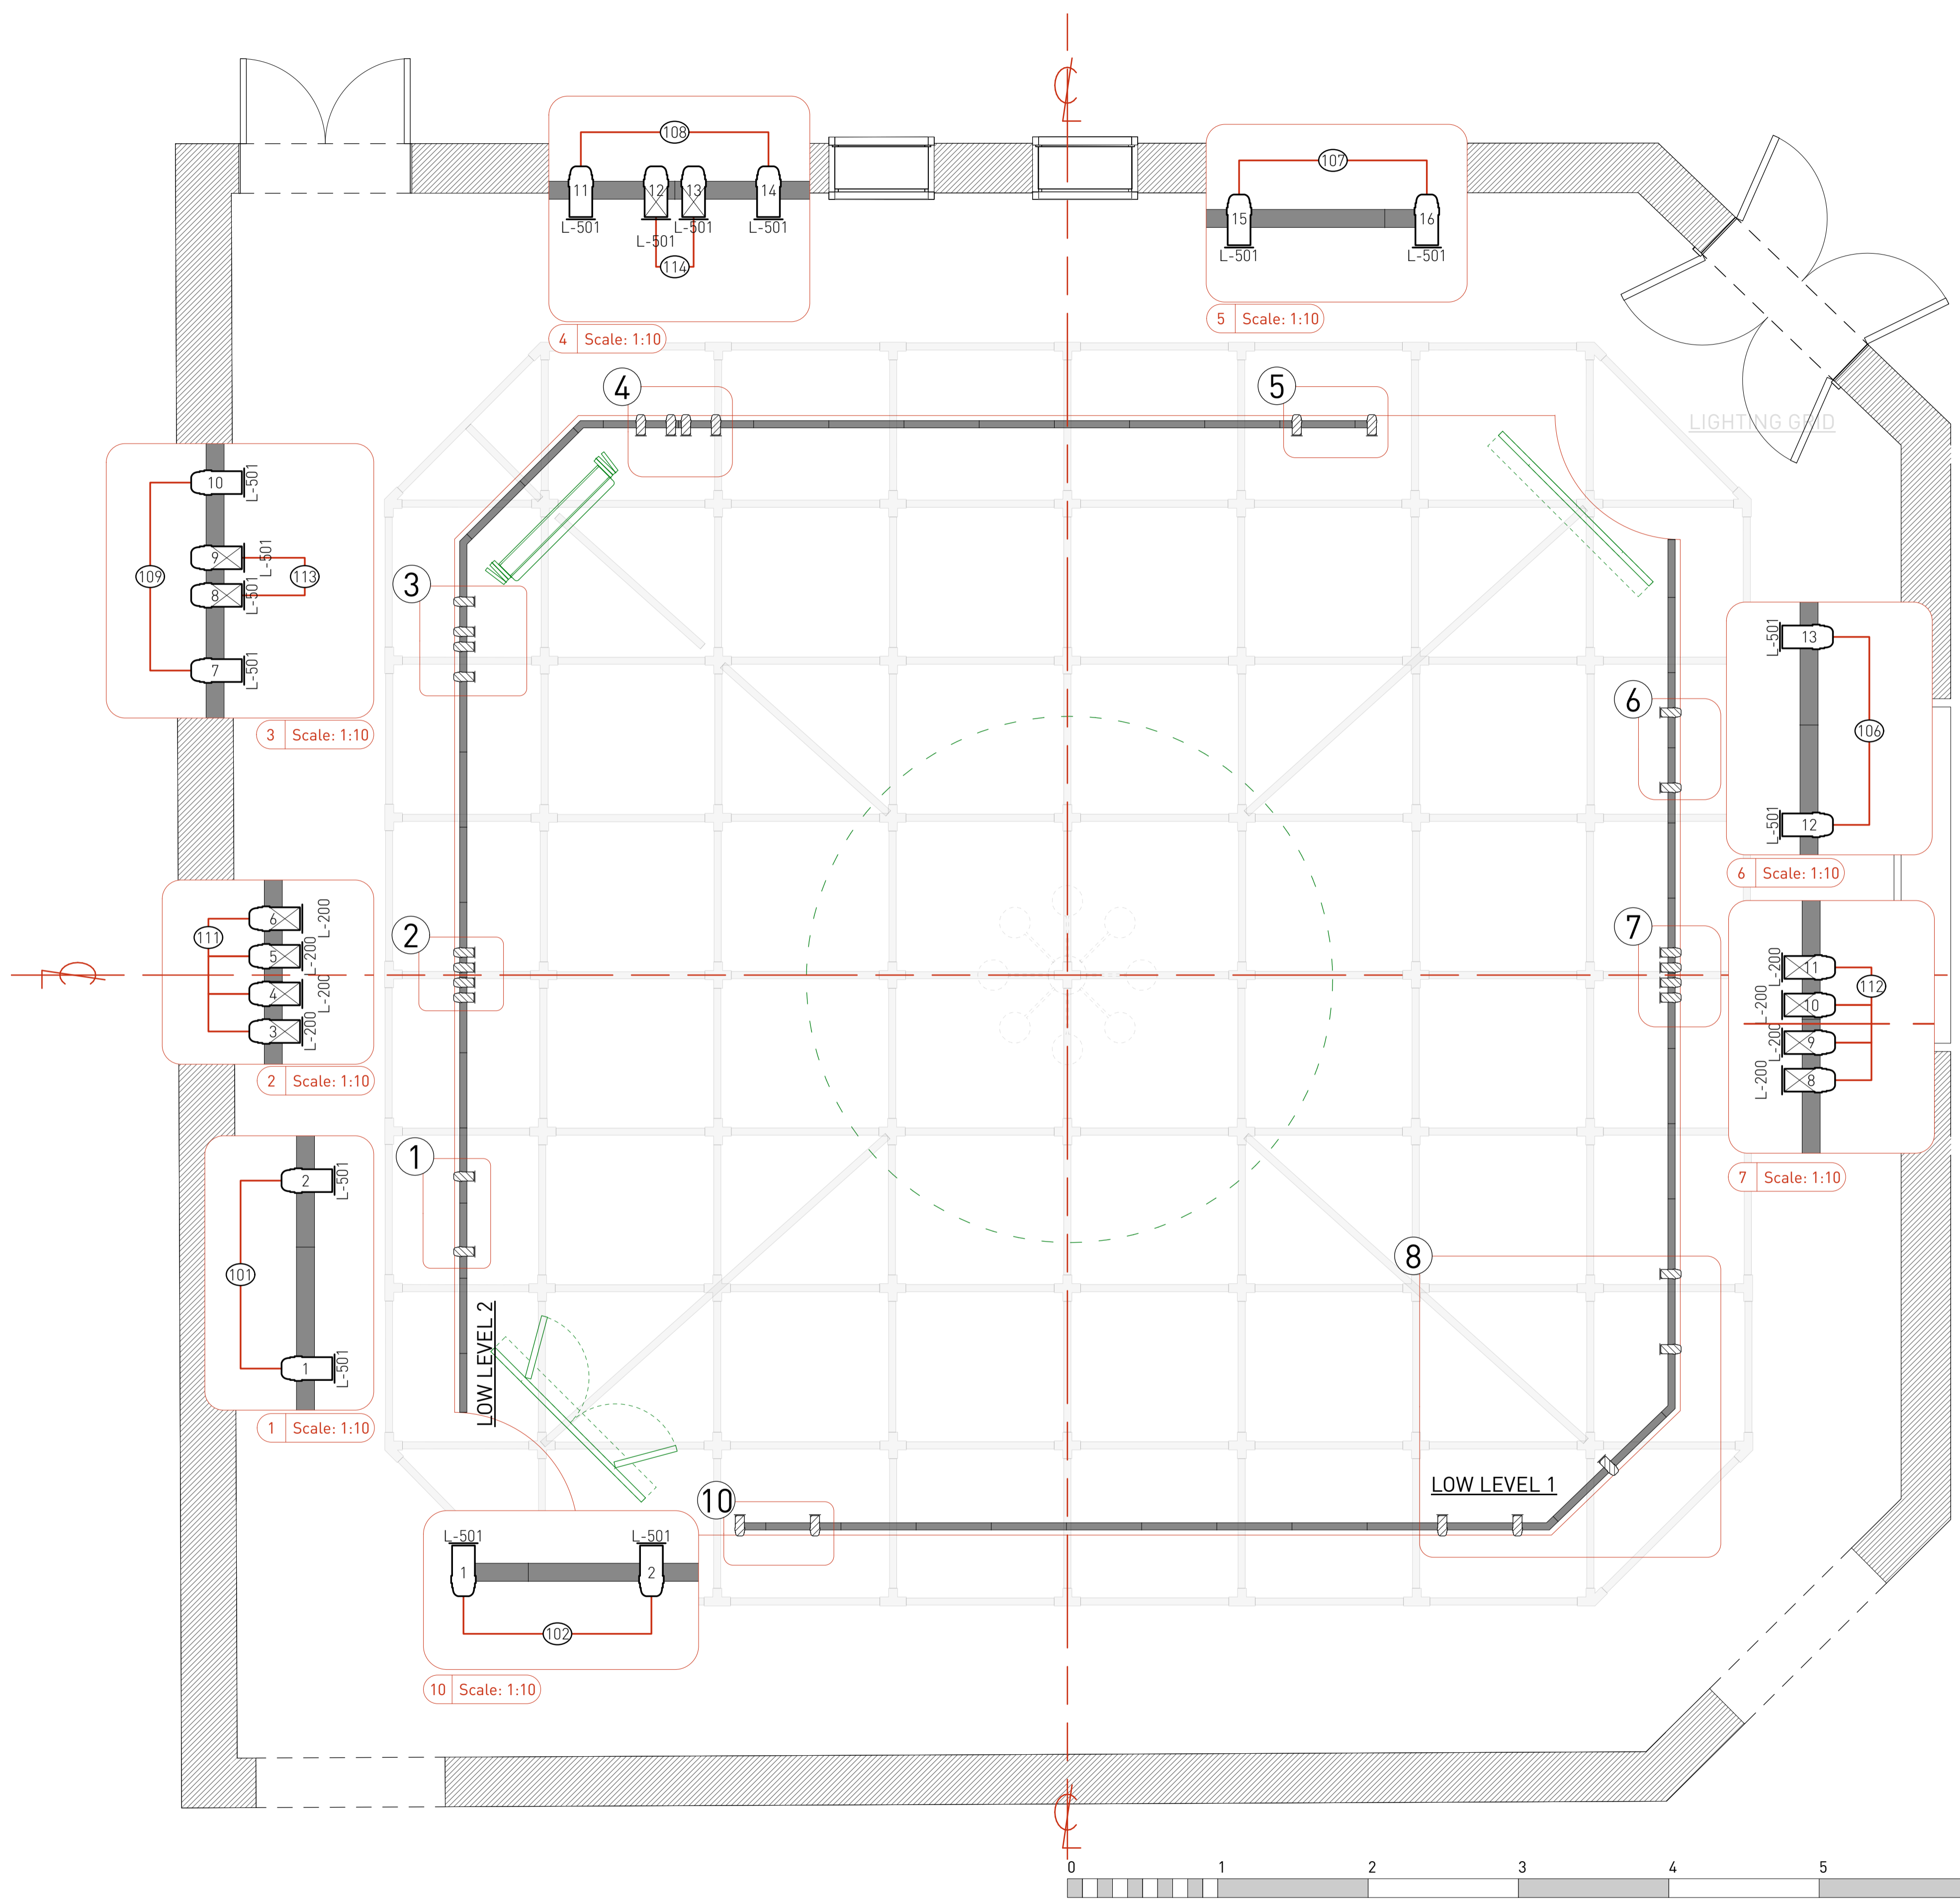 108
11
12
13
14
L-501
L-501
L-501
L-501
114
4 Scale: 1:10
107
15
16
L-501
L-501
5 Scale: 1:10
4
5
LIGHTING GRID
10
L-501
9
L-501
109
113
8
L-501
7
L-501
3 Scale: 1:10
3
6
13
L-501
106
12
L-501
6 Scale: 1:10
6
L-200
111
5
L-200
4
L-200
3
L-200
2 Scale: 1:10
2
7
11
L-200
112
10
L-200
9
L-200
8
L-200
7 Scale: 1:10
2
L-501
101
1
L-501
1 Scale: 1:10
1
8
LOW LEVEL 2
LOW LEVEL 1
10
L-501
L-501
1
2
102
10 Scale: 1:10
0 1 2 3 4 5